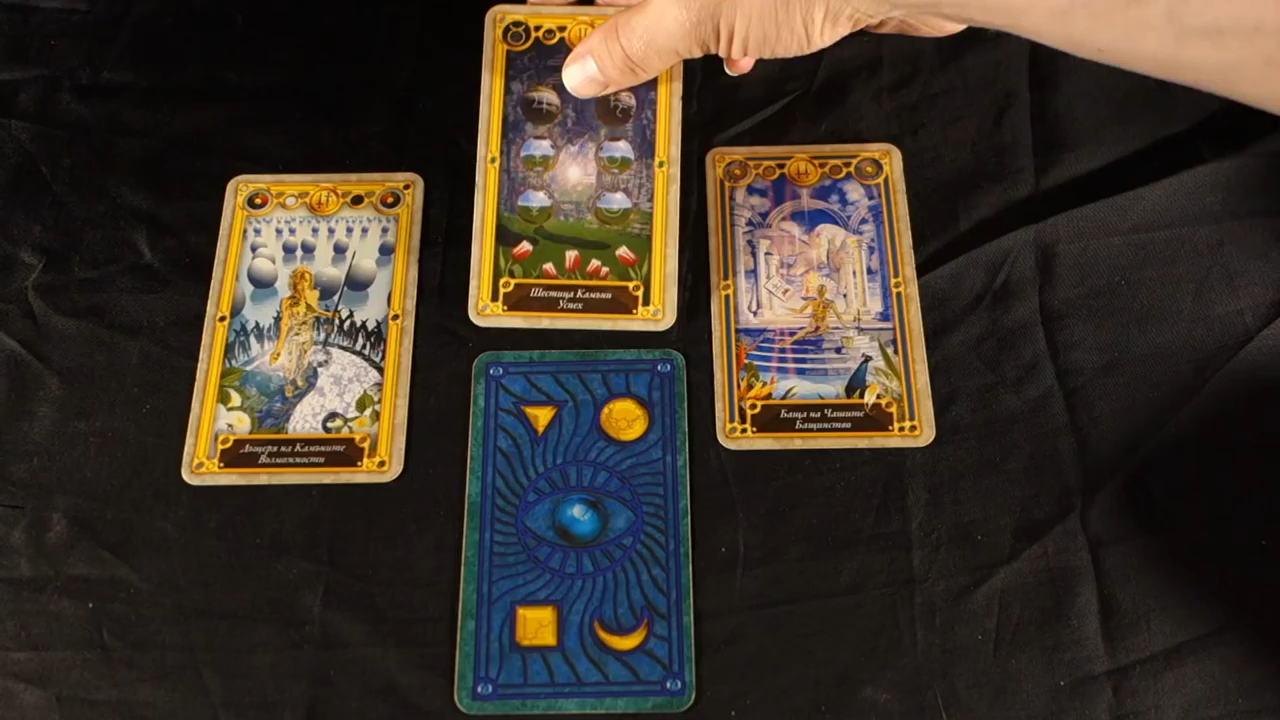 Шестица Камъни
Успех
Дъщеря на Камъните
Възможности
Баща на Чашите
Бащинство